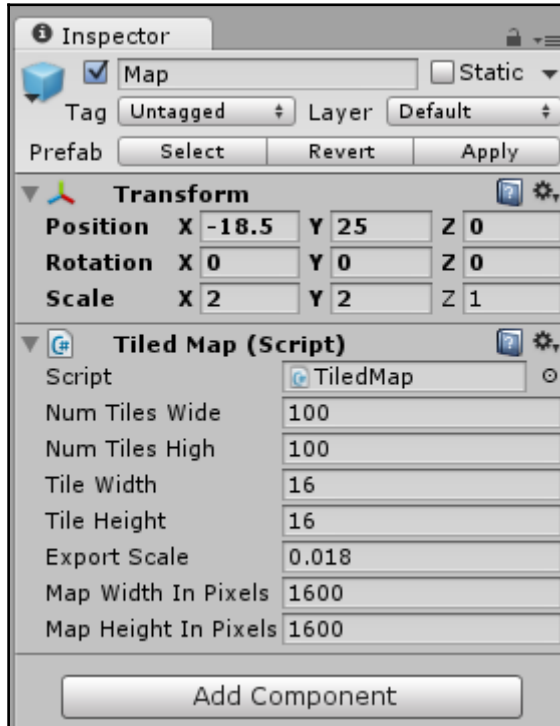 Inspector
Map Static
Tag Untagged Layer Default
Prefab Select Revert Apply
Transform
Position X -18.5 Y 25 Z 0
Rotation X 0 Y 0 Z 0
Scale X 2 Y 2 Z 1
Tiled Map (Script)
Script TiledMap
Num Tiles Wide 100
Num Tiles High 100
Tile Width 16
Tile Height 16
Export Scale 0.018
Map Width In Pixels 1600
Map Height In Pixels 1600
Add Component